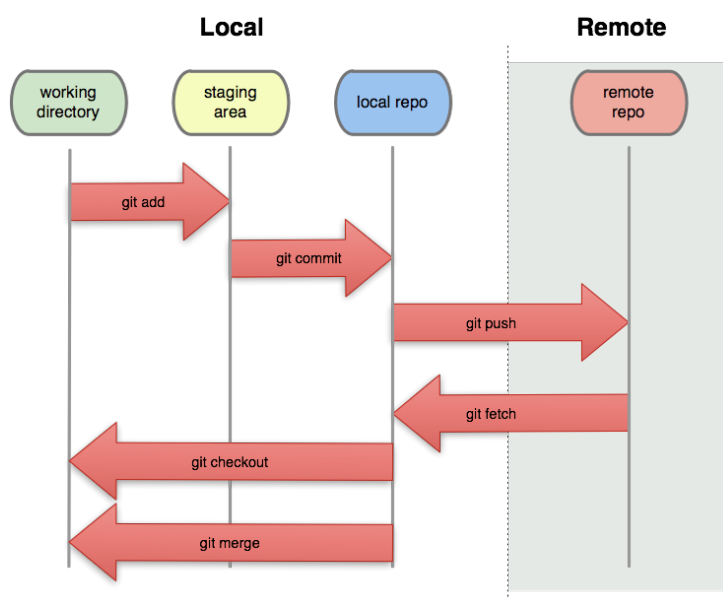 Local
Remote
working
directory
staging
area
local repo
remote
repo
git add
git commit
git push
git fetch
git checkout
git merge